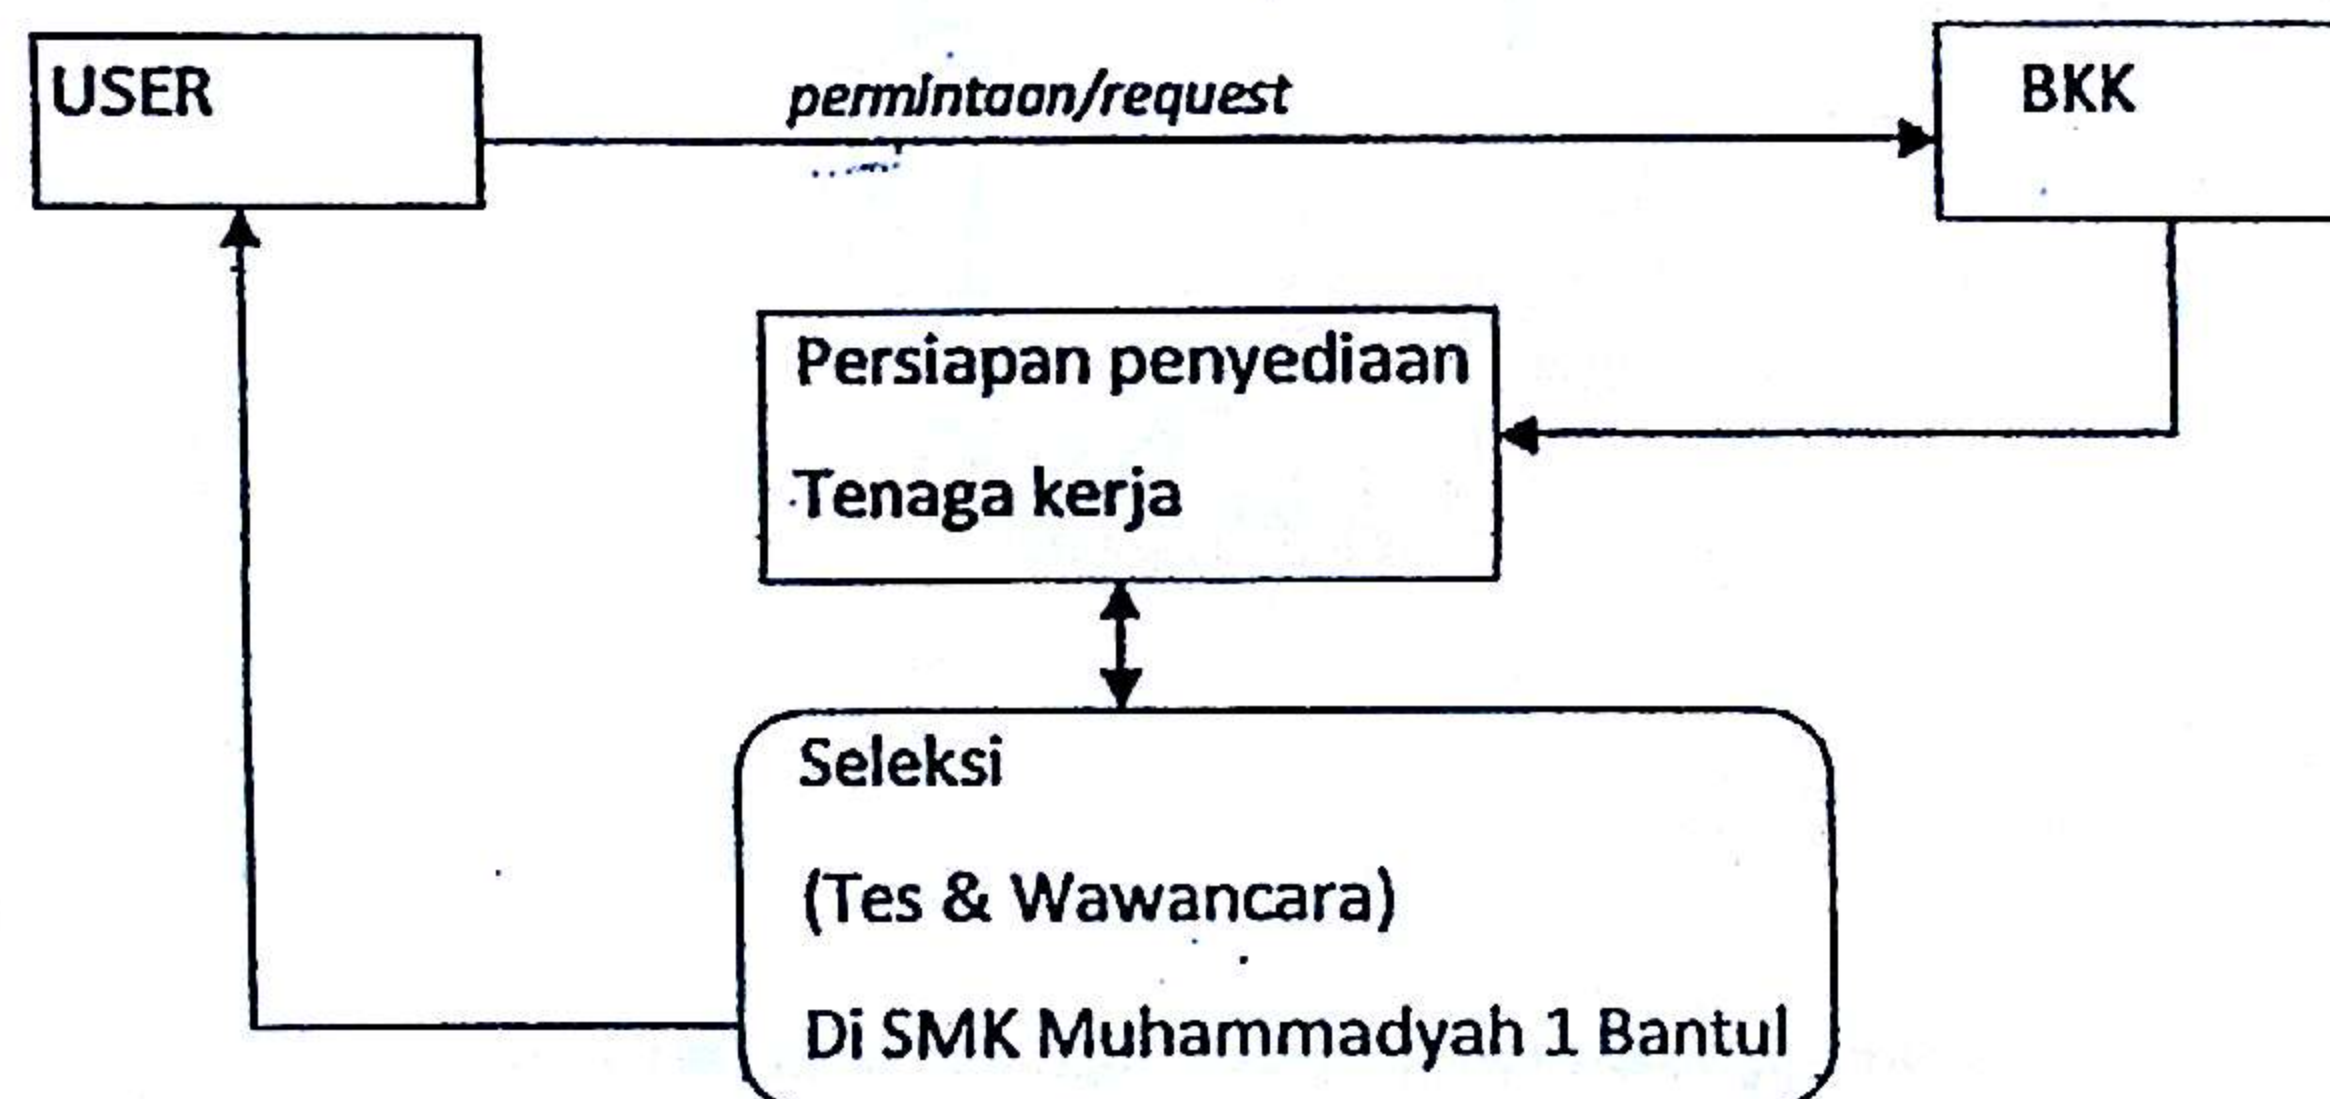 USER
permintaan/request
BKK
Persiapan penyediaan
Tenaga kerja
Seleksi
(Tes & Wawancara)
Di SMK Muhammadyah 1 Bantul